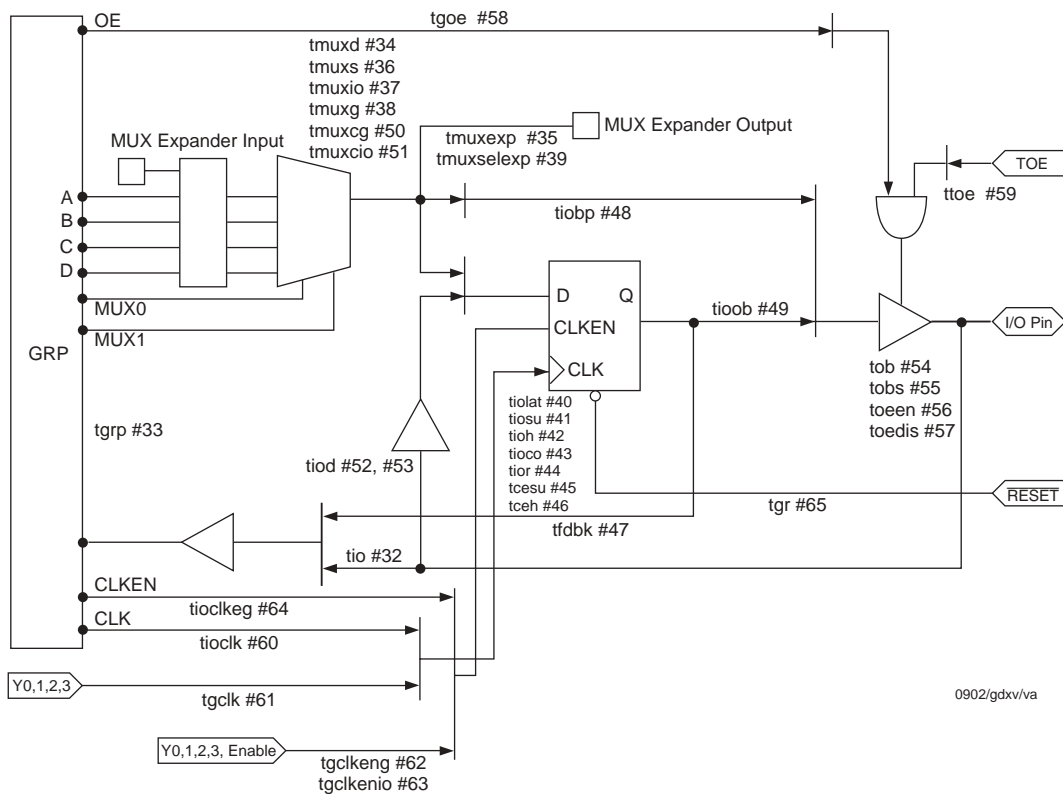 OE
tgoe #58
tmuxd #34
tmuxs #36
tmuxio #37
tmuxg #38
tmuxcg #50
tmuxcio #51
MUX Expander Input
MUX Expander Output
tmuxexp #35
tmuxselexp #39
TOE
ttoe #59
A
B
C
D
tiobp #48
MUX0
MUX1
GRP
D
Q
CLKEN
CLK
tioob #49
I/O Pin
tob #54
tobs #55
toeen #56
toedis #57
tiolat #40
tiosu #41
tioh #42
tioco #43
tior #44
tcesu #45
tceh #46
tgrp #33
tiod #52, #53
RESET
tgr #65
tfdbk #47
tio #32
CLKEN
tioclkeg #64
CLK
tioclk #60
Y0,1,2,3
tgclk #61
0902/gdxv/va
Y0,1,2,3, Enable
tgclkeng #62
tgclkenio #63